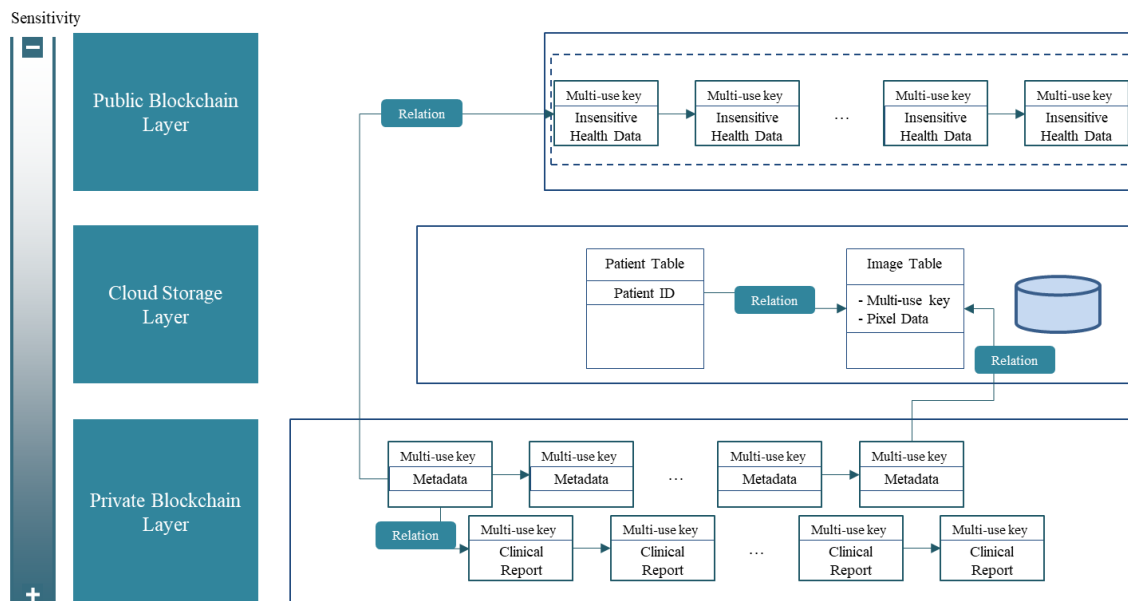 Sensitivity
−
Public Blockchain
Layer
Relation
Multi-use key
Insensitive
Health Data
Multi-use key
Insensitive
Health Data
...
Multi-use key
Insensitive
Health Data
Multi-use key
Insensitive
Health Data
Cloud Storage
Layer
Patient Table
Patient ID
Relation
Image Table
- Multi-use key
- Pixel Data
Relation
Private Blockchain
Layer
Multi-use key
Metadata
Multi-use key
Metadata
...
Multi-use key
Metadata
Multi-use key
Metadata
Relation
Multi-use key
Clinical
Report
Multi-use key
Clinical
Report
...
Multi-use key
Clinical
Report
Multi-use key
Clinical
Report
+